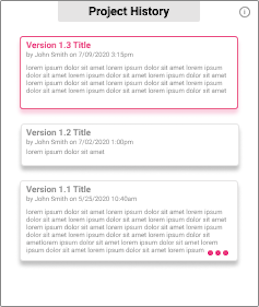 Project History
Version 1.3 Title
by John Smith on 7/09/2020 3:15pm
lorem ipsum dolor sit amet lorem ipsum dolor sit amet lorem ipsum
dolor sit amet lorem ipsum dolor sit amet lorem ipsum dolor sit amet
lorem ipsum dolor sit amet lorem ipsum dolor sit amet lorem ipsum
dolor sit amet
Version 1.2 Title
by John Smith on 7/02/2020 1:00pm
lorem ipsum dolor sit amet
Version 1.1 Title
by John Smith on 5/25/2020 10:40am
lorem ipsum dolor sit amet lorem ipsum dolor sit amet lorem ipsum
dolor sit amet lorem ipsum dolor sit amet lorem ipsum dolor sit amet
lorem ipsum dolor sit amet lorem ipsum dolor sit
ametlorem ipsum dolor sit amet lorem ipsum dolor sit amet lorem
ipsum dolor sit amet lorem ipsum dolor sit amet lorem ipsum